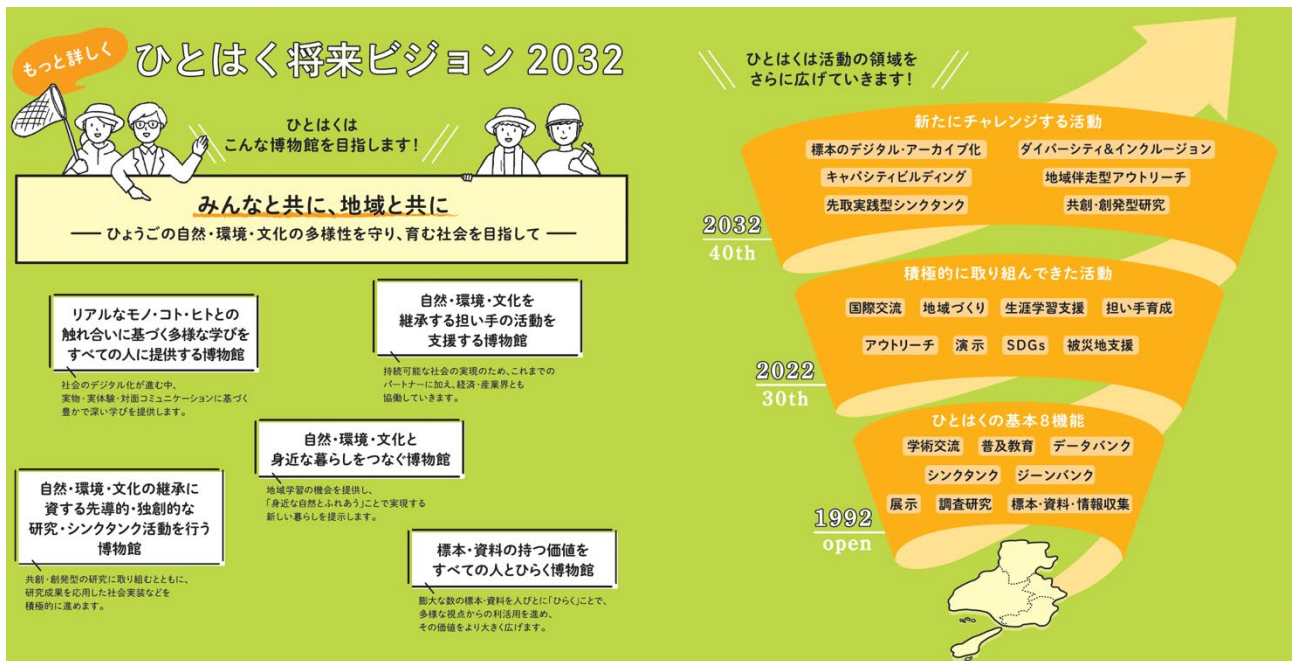 もっと詳しく
ひとはく将来ビジョン 2032
ひとはくは
こんな博物館を目指します!
みんなと共に、地域と共に
ひょうごの自然・環境・文化の多様性を守り、育む社会を目指して
リアルなモノ・コト・ヒトとの
触れ合いに基づく多様な学びを
すべての人に提供する博物館
社会のデジタル化が進む中、
実物・実体験・対面コミュニケーションに基づく
豊かで深い学びを提供します。
自然・環境・文化を
継承する担い手の活動を
支援する博物館
持続可能な社会の実現のため、これまでの
パートナーに加え、経済・産業界とも
協働していきます。
自然・環境・文化と
身近な暮らしをつなぐ博物館
地域学習の機会を提供し、
「身近な自然とふれあう」ことで実現する
新しい暮らしを提示します。
自然・環境・文化の継承に
資する先導的・独創的な
研究・シンクタンク活動を行う
博物館
共創・創発型の研究に取り組むとともに、
研究成果を応用した社会実装などを
積極的に進めます。
標本・資料の持つ価値を
すべての人とひらく博物館
膨大な数の標本・資料を人びとに「ひらく」ことで、
多様な視点からの利活用を進め、
その価値をより大きく広げます。
ひとはくは活動の領域を
さらに広げていきます!
新たにチャレンジする活動
標本のデジタル・アーカイブ化 ダイバーシティ&インクルージョン
キャパシティビルディング 地域伴走型アウトリーチ
先取実践型シンクタンク 共創・創発型研究
2032
40th
積極的に取り組んできた活動
国際交流 地域づくり 生涯学習支援 担い手育成
アウトリーチ 演示 SDGs 被災地支援
2022
30th
ひとはくの基本8機能
学術交流 普及教育 データバンク
シンクタンク ジーンバンク
展示 調査研究 標本・資料・情報収集
1992
open